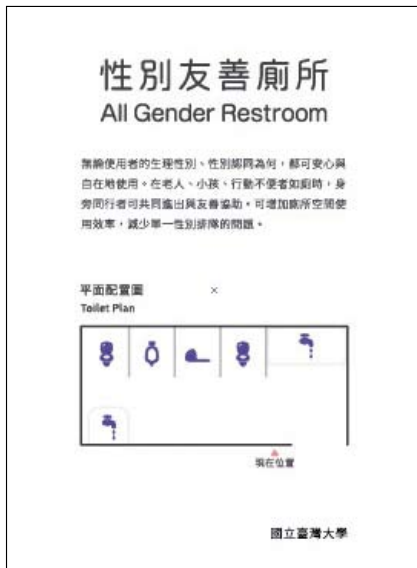 性別友善廁所
All Gender Restroom
無論使用者的生理性別、性別認同為何，都可安心與
自在地使用。在老人、小孩、行動不便者如廁時，身
旁同行者可共同進出與友善協助。可增加廁所空間使
用效率，減少單一性別排隊的問題。
平面配置圖 ×
Toilet Plan
現在位置
國立臺灣大學